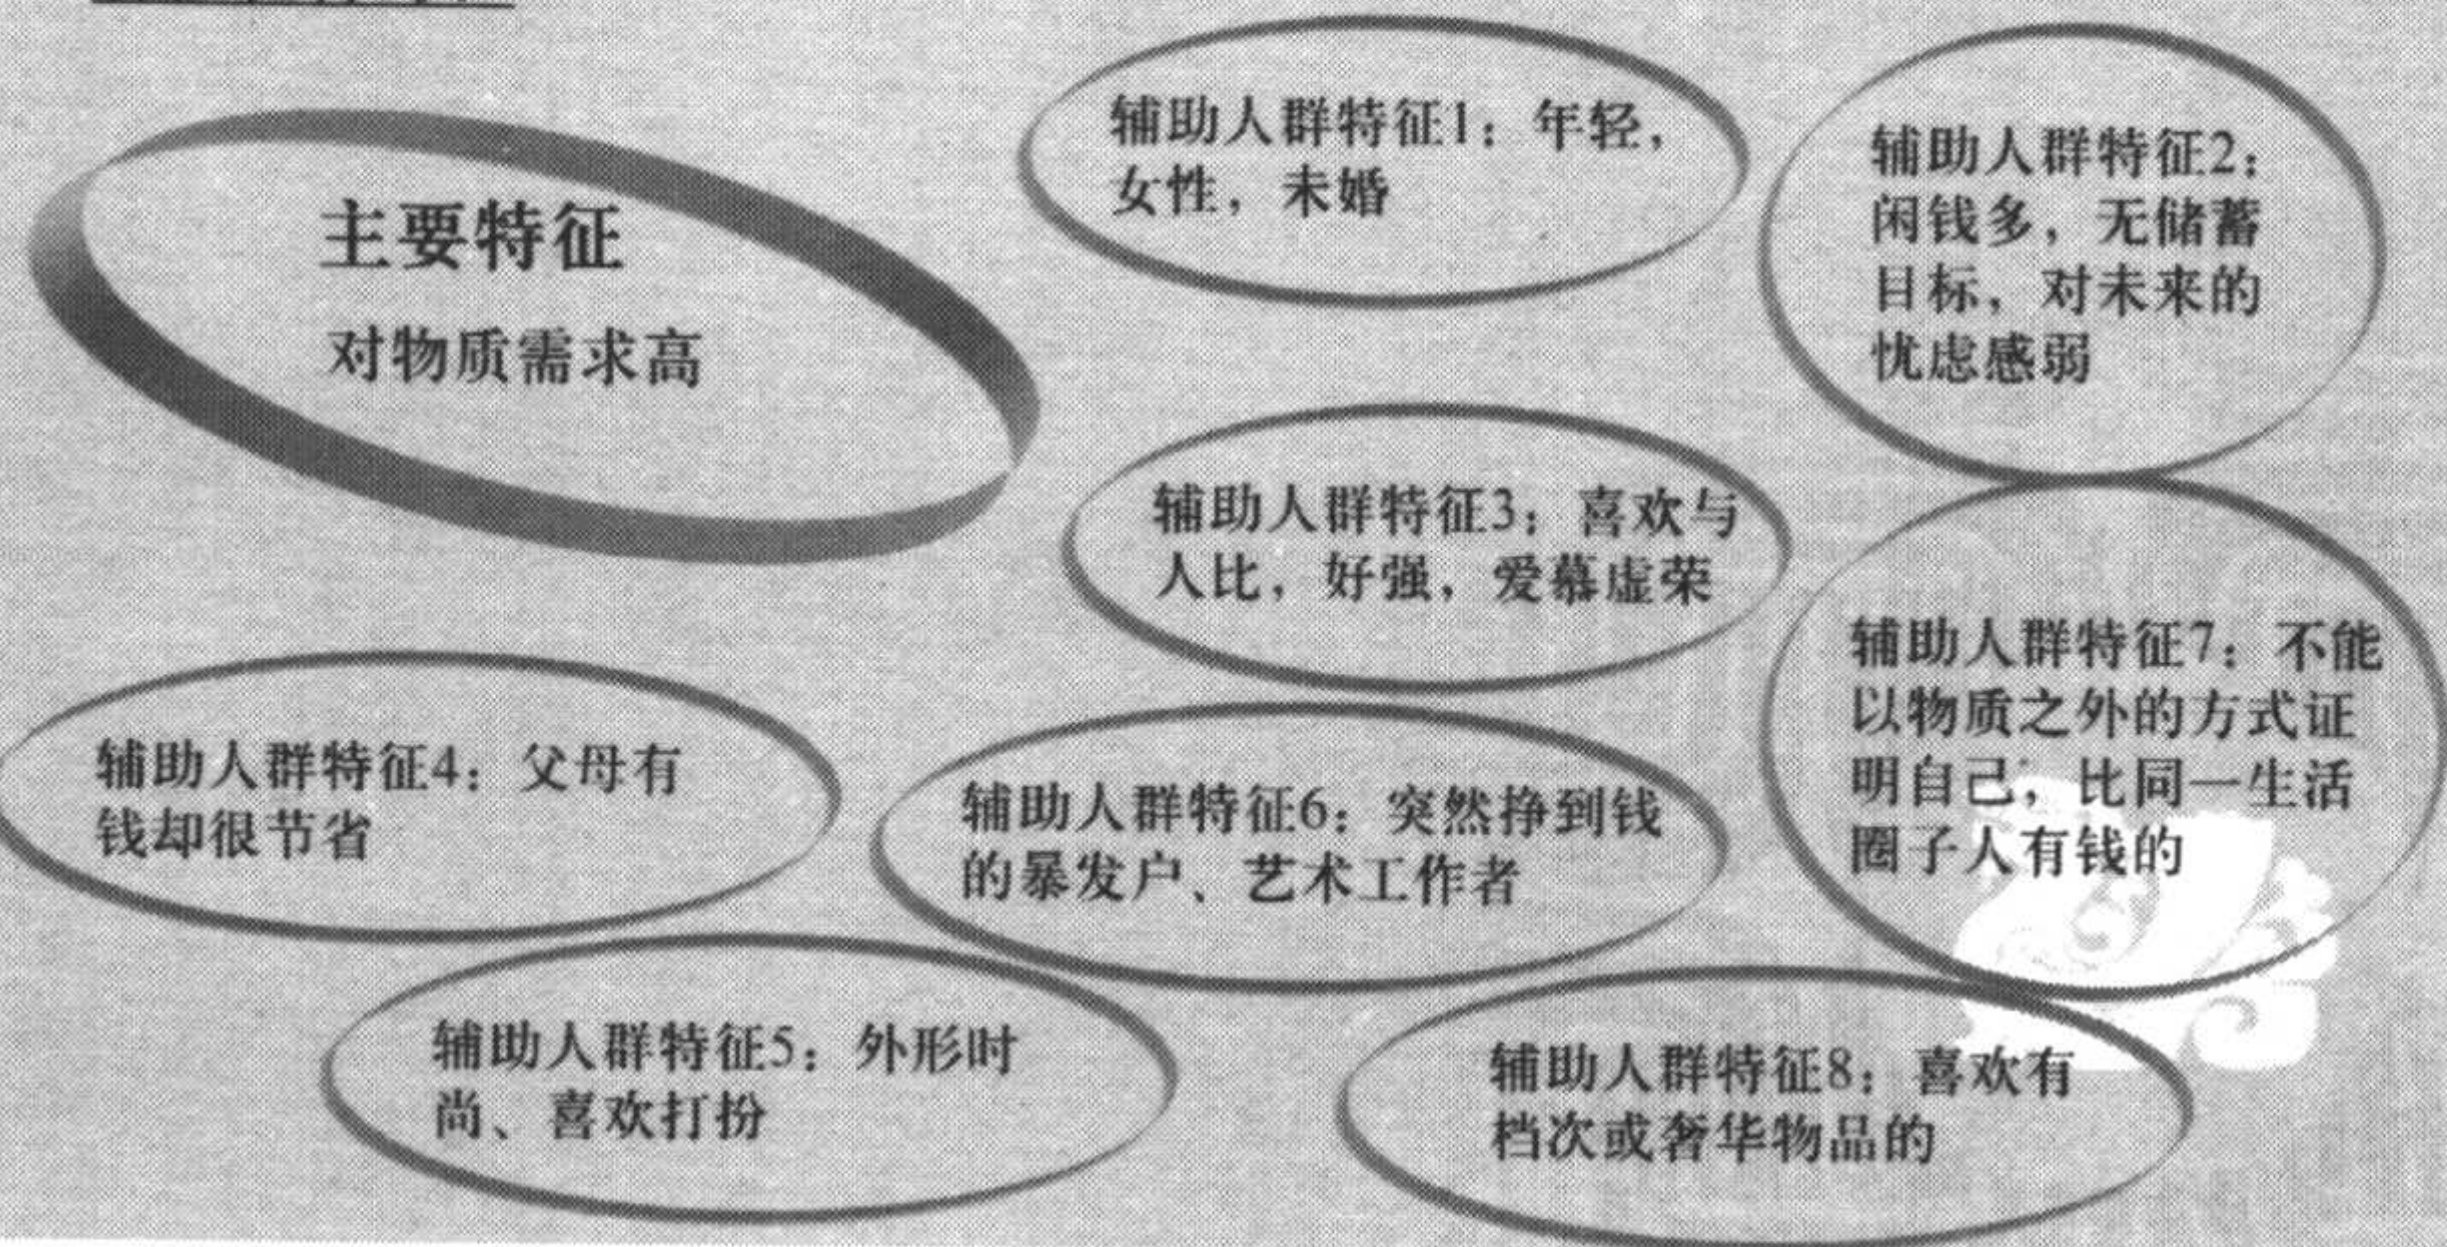 主要特征
对物质需求高
辅助人群特征1：年轻，
女性，未婚
辅助人群特征2：
闲钱多，无储蓄
目标，对未来的
忧虑感弱
辅助人群特征3：喜欢与
人比，好强，爱慕虚荣
辅助人群特征4：父母有
钱却很节省
辅助人群特征5：外形时
尚、喜欢打扮
辅助人群特征6：突然挣到钱
的暴发户、艺术工作者
辅助人群特征7：不能
以物质之外的方式证
明自己，比同一生活
圈子人有钱的
辅助人群特征8：喜欢有
档次或奢华物品的